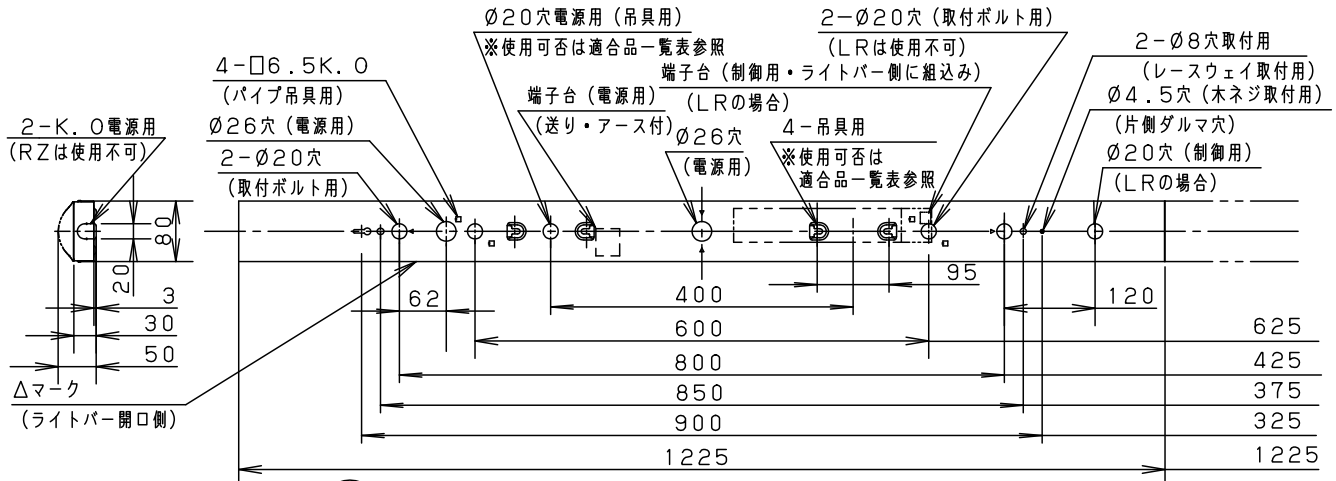 Ø20穴電源用（吊具用）
※使用可否は適合品一覧表参照
2-Ø20穴（取付ボルト用）
（LRは使用不可）
2-Ø8穴取付用
（レースウェイ取付用）
4-□6.5K.O
（パイプ吊具用）
端子台（電源用）
（送り・アース付）
端子台（制御用・ライトバー側に組込み）
（LRの場合）
Ø4.5穴（木ネジ取付用）
（片側ダルマ穴）
2-K.O電源用
（RZは使用不可）
Ø26穴（電源用）
2-Ø20穴
（取付ボルト用）
Ø26穴
（電源用）
4-吊具用
※使用可否は
適合品一覧表参照
Ø20穴（制御用）
（LRの場合）
80
20
3
30
50
62
400
95
120
600
625
800
425
850
375
900
325
1225
1225
△マーク
（ライトバー開口側）